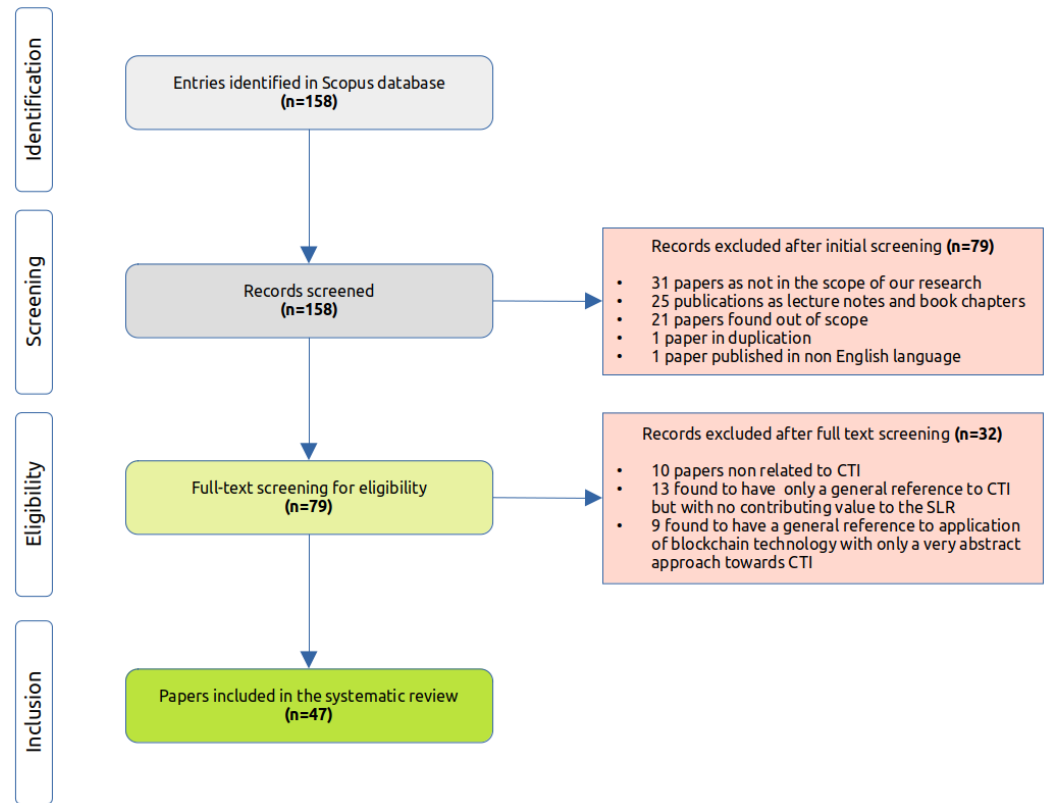 Identification
Entries identified in Scopus database
(n=158)
Screening
Records screened
(n=158)
Records excluded after initial screening (n=79)
• 31 papers as not in the scope of our research
• 25 publications as lecture notes and book chapters
• 21 papers found out of scope
• 1 paper in duplication
• 1 paper published in non English language
Eligibility
Full-text screening for eligibility
(n=79)
Records excluded after full text screening (n=32)
• 10 papers non related to CTI
• 13 found to have only a general reference to CTI
but with no contributing value to the SLR
• 9 found to have a general reference to application
of blockchain technology with only a very abstract
approach towards CTI
Inclusion
Papers included in the systematic review
(n=47)